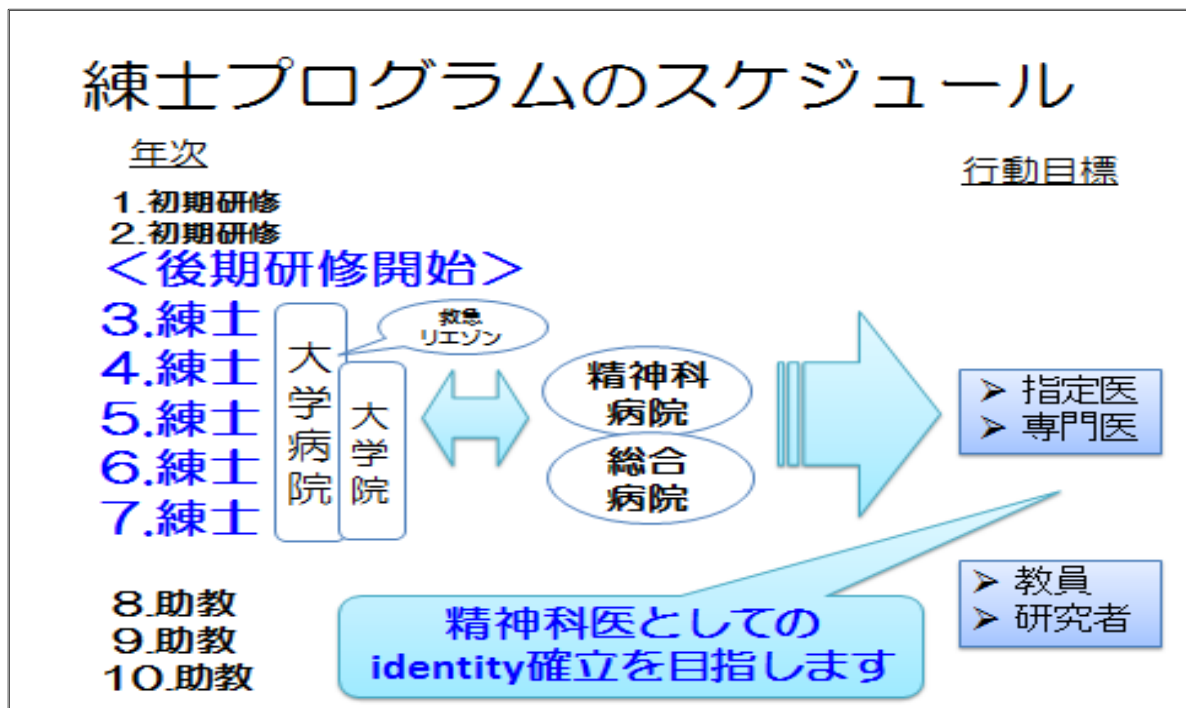 練士プログラムのスケジュール
年次
行動目標
1.初期研修
2.初期研修
＜後期研修開始＞
3.練士
4.練士
5.練士
6.練士
7.練士
大学病院
大学院
救急
リエゾン
精神科
病院
総合
病院
➢ 指定医
➢ 専門医
8.助教
9.助教
10.助教
精神科医としての
identity確立を目指します
➢ 教員
➢ 研究者